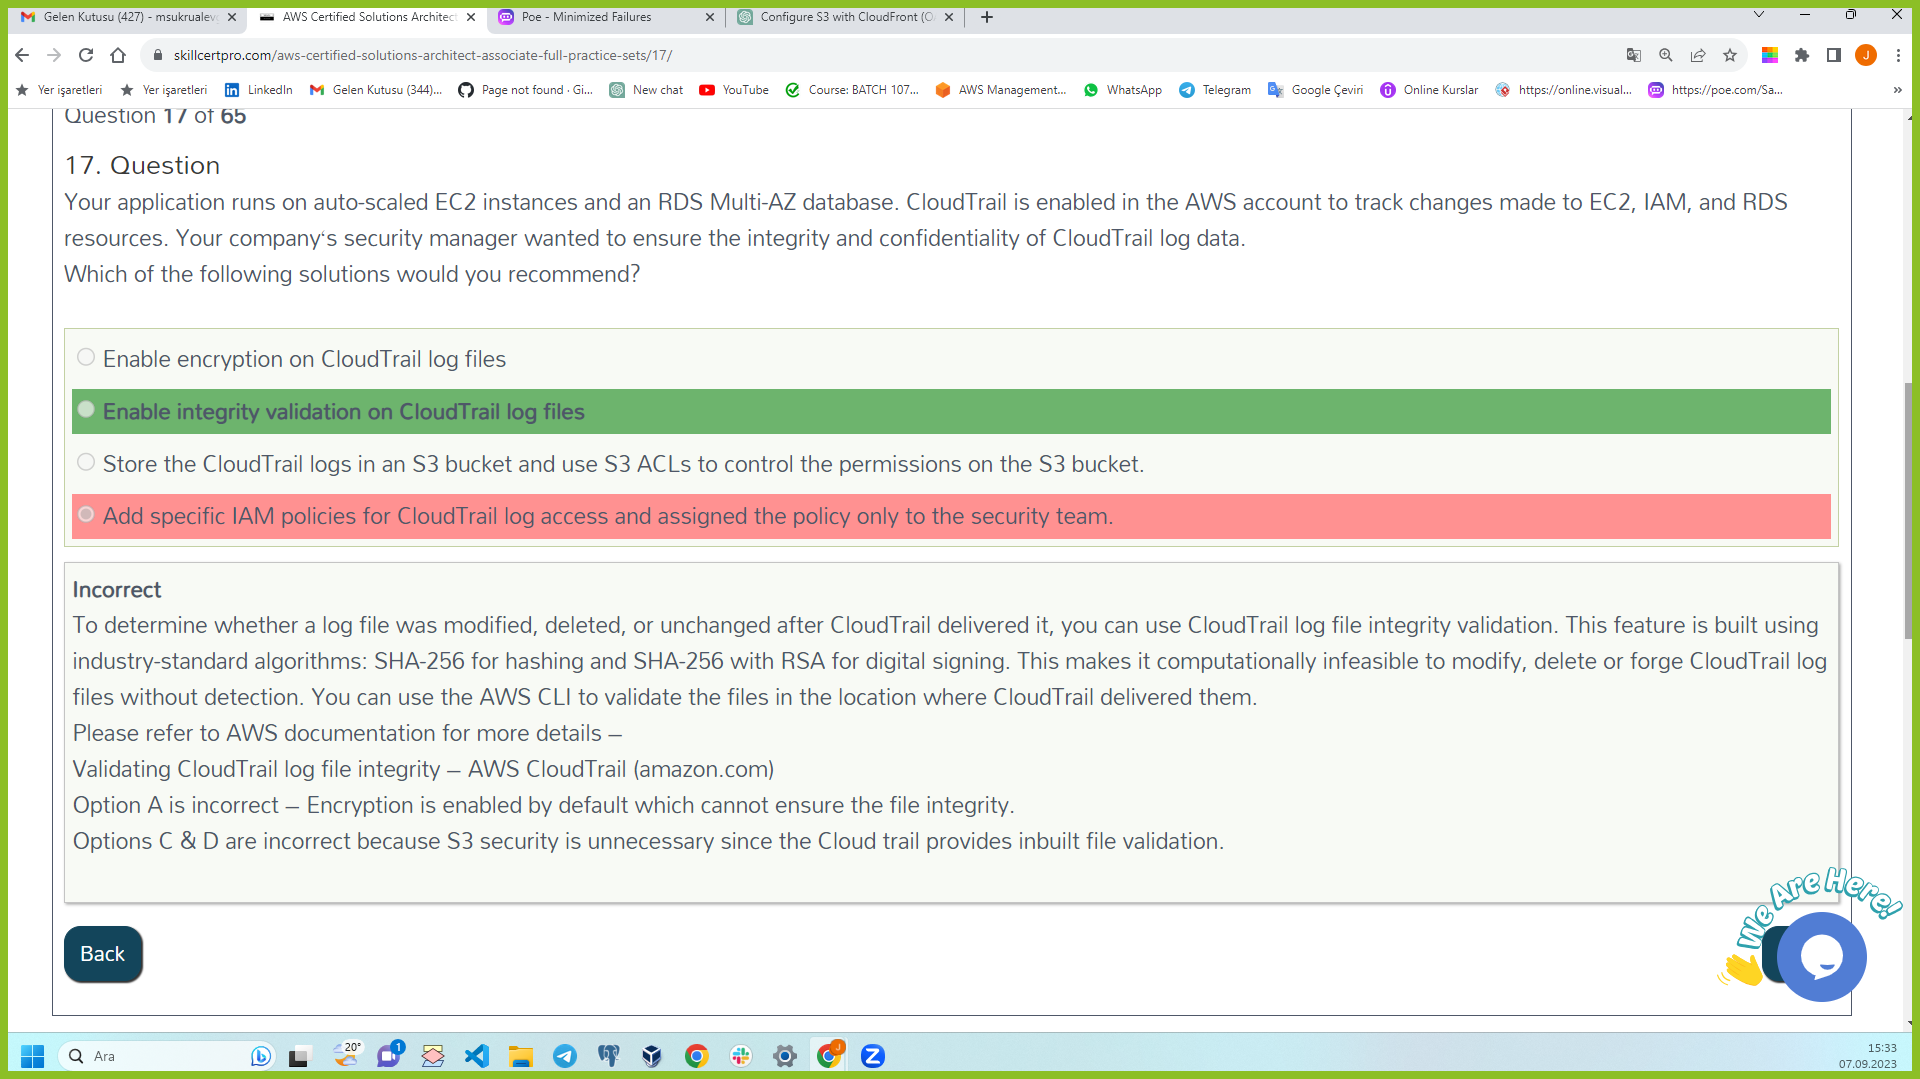 Gelen Kutusu (427) - msukrualev
AWS Certified Solutions Architect
Poe - Minimized Failures
Configure S3 with CloudFront (O
skillcertpro.com/aws-certified-solutions-architect-associate-full-practice-sets/17/
J
Yer işaretleri
Yer işaretleri
LinkedIn
Gelen Kutusu (344)...
Page not found · Gi...
New chat
YouTube
Course: BATCH 107...
AWS Management...
WhatsApp
Telegram
Google Çeviri
Online Kurslar
https://online.visual...
https://poe.com/Sa...
»
Question 17 of 65
17. Question
Your application runs on auto-scaled EC2 instances and an RDS Multi-AZ database. CloudTrail is enabled in the AWS account to track changes made to EC2, IAM, and RDS
resources. Your company‘s security manager wanted to ensure the integrity and confidentiality of CloudTrail log data.
Which of the following solutions would you recommend?
Enable encryption on CloudTrail log files
Enable integrity validation on CloudTrail log files
Store the CloudTrail logs in an S3 bucket and use S3 ACLs to control the permissions on the S3 bucket.
Add specific IAM policies for CloudTrail log access and assigned the policy only to the security team.
Incorrect
To determine whether a log file was modified, deleted, or unchanged after CloudTrail delivered it, you can use CloudTrail log file integrity validation. This feature is built using
industry-standard algorithms: SHA-256 for hashing and SHA-256 with RSA for digital signing. This makes it computationally infeasible to modify, delete or forge CloudTrail log
files without detection. You can use the AWS CLI to validate the files in the location where CloudTrail delivered them.
Please refer to AWS documentation for more details –
Validating CloudTrail log file integrity – AWS CloudTrail (amazon.com)
Option A is incorrect – Encryption is enabled by default which cannot ensure the file integrity.
Options C & D are incorrect because S3 security is unnecessary since the Cloud trail provides inbuilt file validation.
We Are Here!
Back
Ara
20°
1
J
Z
15:33
07.09.2023